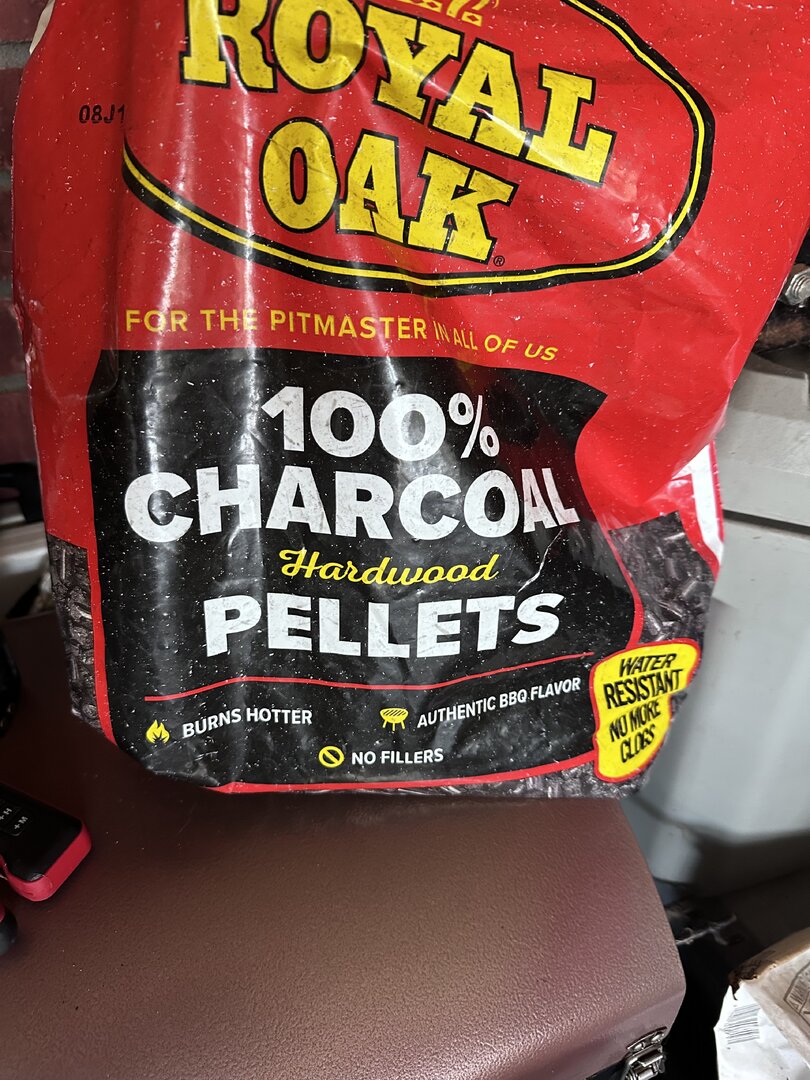 ROYAL
OAK®
08J1
FOR THE PITMASTER IN ALL OF US
100%
CHARCOAL
Hardwood
PELLETS
BURNS HOTTER
AUTHENTIC BBQ FLAVOR
NO FILLERS
WATER
RESISTANT
NO MORE
CLOGS
+H
+M